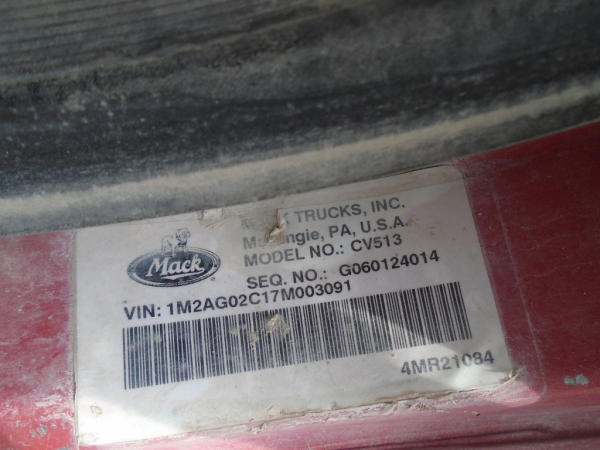 Mack
TRUCKS, INC.
PA, U.S.A.
MODEL NO.: CV513
SEQ. NO.: G060124014
VIN: 1M2AG02C17M003091
4MR21084